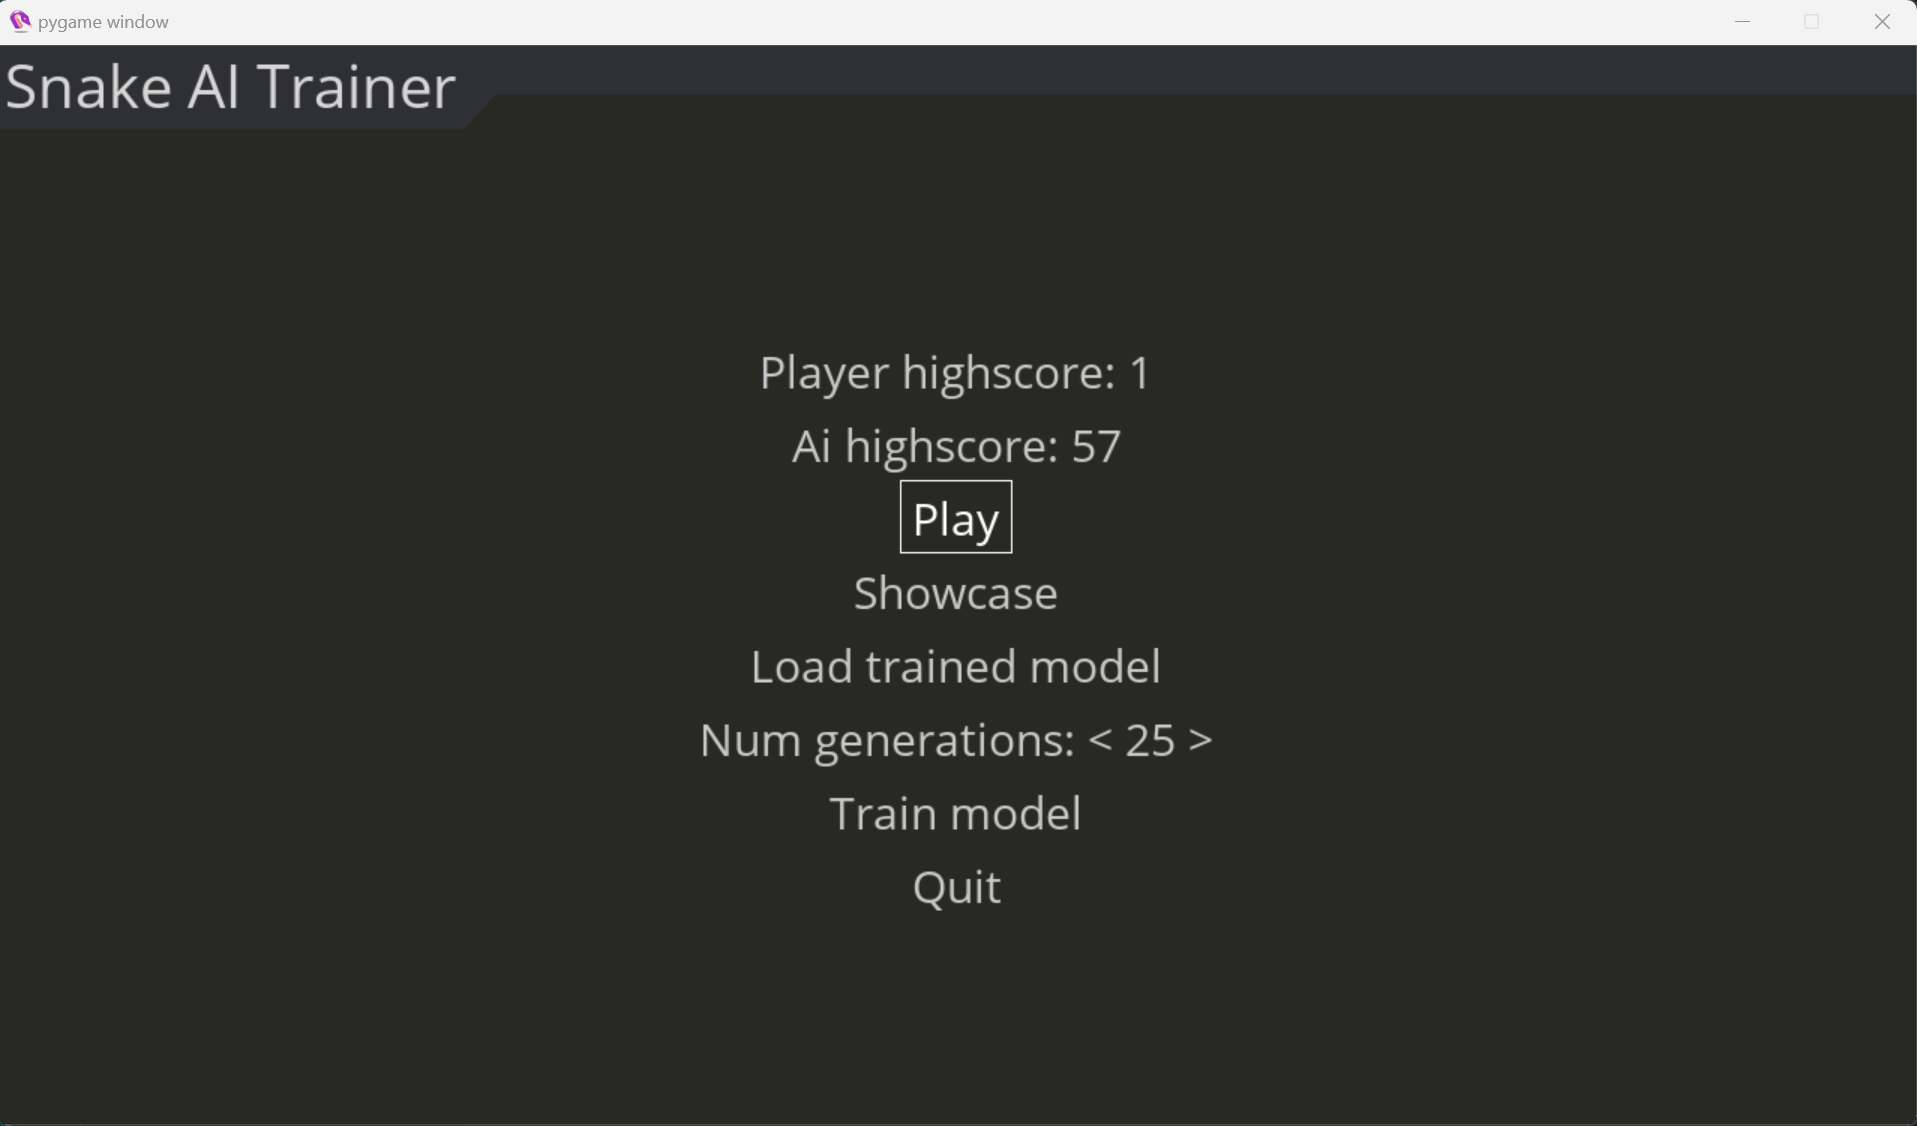 pygame window
Snake AI Trainer
Player highscore: 1
Ai highscore: 57
Play
Showcase
Load trained model
Num generations: < 25 >
Train model
Quit